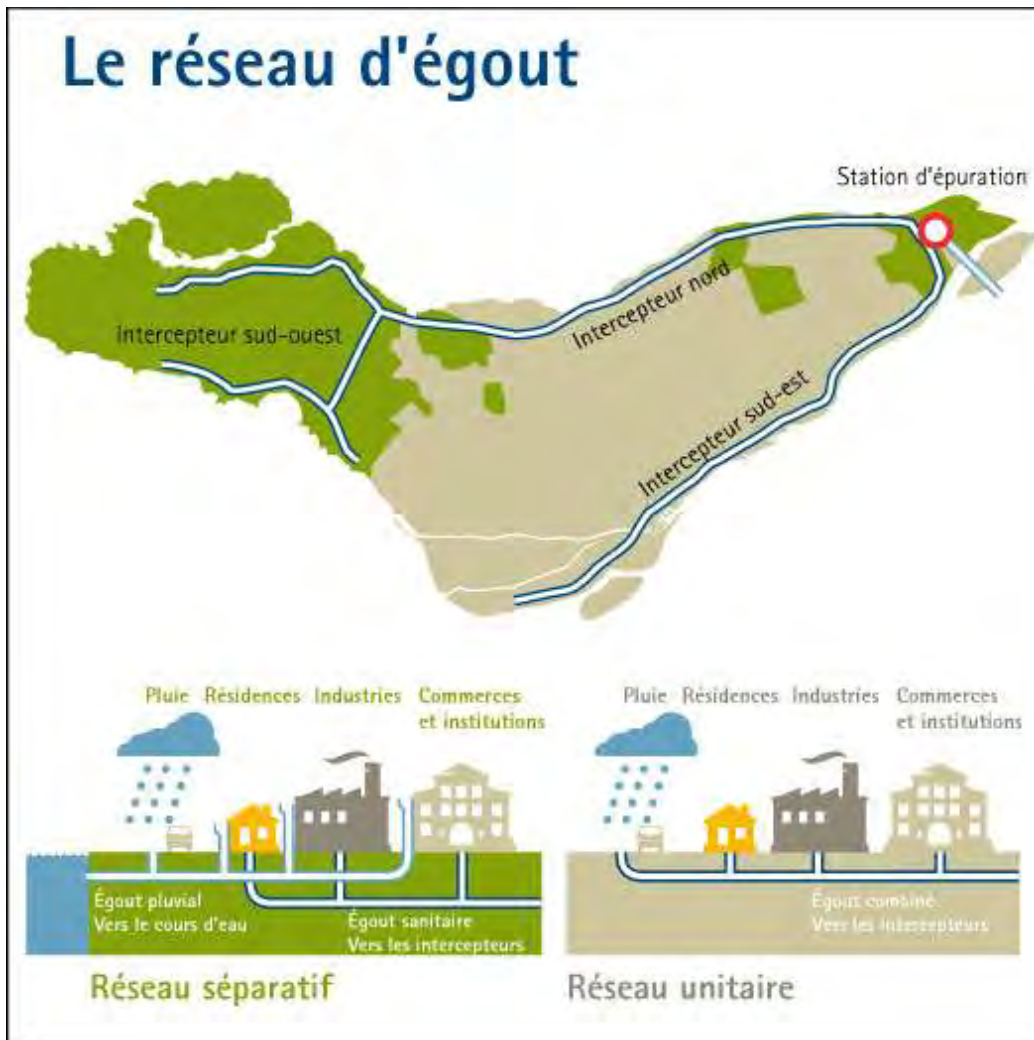 Le réseau d'égout
Station d'épuration
Intercepteur nord
Intercepteur sud-ouest
Intercepteur sud-est
Pluie Résidences Industries Commerces
et institutions
Égout pluvial
Vers le cours d'eau
Égout sanitaire
Vers les intercepteurs
Réseau séparatif
Pluie Résidences Industries Commerces
et institutions
Égout combiné
Vers les intercepteurs
Réseau unitaire